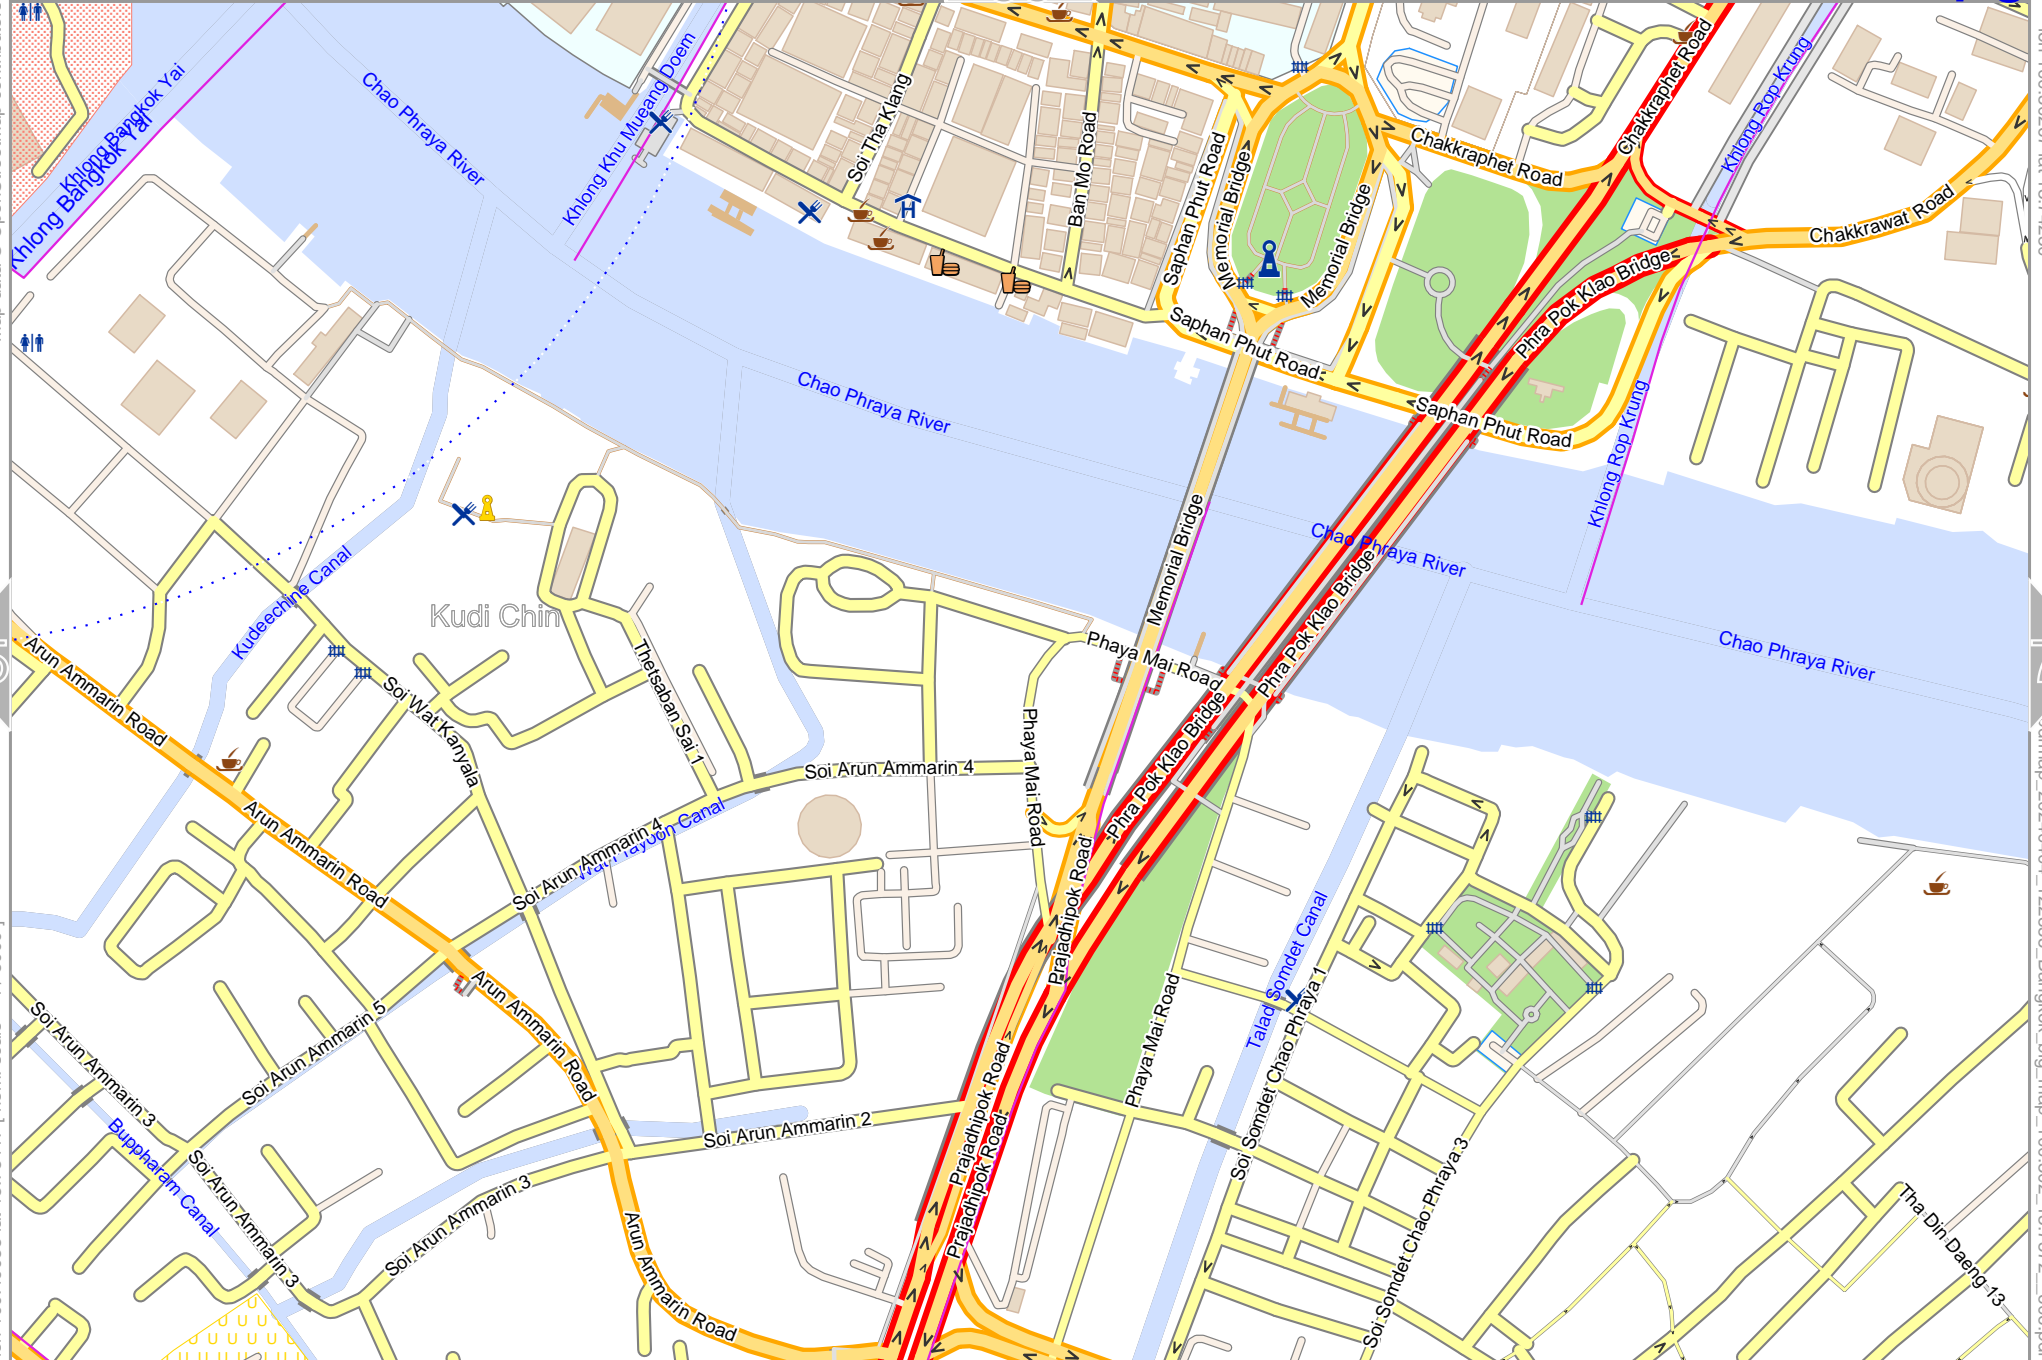 Khlong Bangkok Yai
Khlong Bangkok Yai
Chao Phraya River
Khlong Khu Mueang Doem
Soi Tha Klang
Ban Mo Road
Saphan Phut Road
Memorial Bridge
Memorial Bridge
Chakkraphet Road
Chakkraphet Road
Khlong Rop Krung
Chakkrawat Road
Phra Pok Klao Bridge
Saphan Phut Road
Saphan Phut Road
Chao Phraya River
Khlong Rop Krung
Memorial Bridge
Chao Phraya River
Phra Pok Klao Bridge
Kudeechine Canal
Kudi Chin
Chao Phraya River
Arun Ammarin Road
Soi Wat Kanyala
Thetsaban Sai 1
Phaya Mai Road
Phaya Mai Road
Phra Pok Klao Bridge
Soi Arun Ammarin 4
Arun Ammarin Road
Soi Arun Ammarin 4
Wat Prayoon Canal
Prajadhipok Road
Talad Somdet Canal
Arun Ammarin Road
Soi Arun Ammarin 5
Soi Arun Ammarin 3
Phaya Mai Road
Soi Somdet Chao Phraya 1
Prajadhipok Road
Soi Arun Ammarin 2
Buppharam Canal
Soi Arun Ammarin 3
Soi Arun Ammarin 3
Prajadhipok Road
Soi Somdet Chao Phraya 3
Arun Ammarin Road
Tha Din Daeng 13